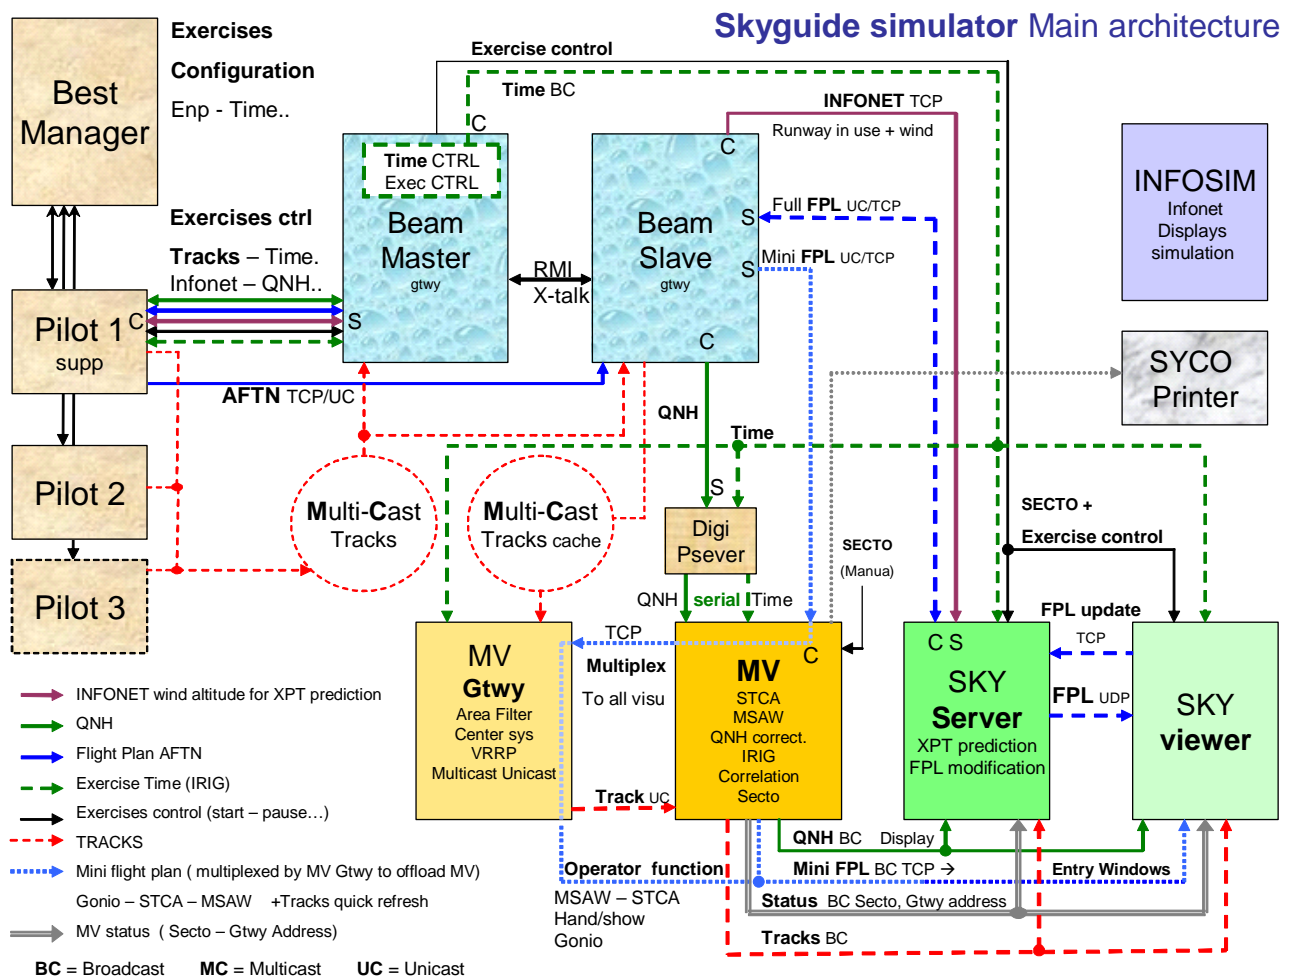 Skyguide simulator Main architecture
Exercises
Configuration
Enp - Time..
Best
Manager
Exercise control
Time BC
C
INFONET TCP
Runway in use + wind
C
Time CTRL
Exec CTRL
Beam
Master
gtwy
Beam
Slave
gtwy
S
S
C
Full FPL UC/TCP
Mini FPL UC/TCP
INFOSIM
Infonet
Displays
simulation
Exercises ctrl
Tracks – Time.
Infonet – QNH..
RMI
X-talk
Pilot 1
supp
C
S
SYCO
Printer
AFTN TCP/UC
QNH
Time
Pilot 2
Multi-Cast
Tracks
Multi-Cast
Tracks cache
S
Digi
Psever
SECTO
(Manua)
SECTO +
Exercise control
Pilot 3
QNH serial Time
FPL update
TCP
FPL UDP
MV
Gtwy
Area Filter
Center sys
VRRP
Multicast Unicast
TCP
Multiplex
To all visu
C
MV
STCA
MSAW
QNH correct.
IRIG
Correlation
Secto
C S
SKY
Server
XPT prediction
FPL modification
SKY
viewer
Track UC
INFONET wind altitude for XPT prediction
QNH
Flight Plan AFTN
Exercise Time (IRIG)
Exercises control (start – pause…)
TRACKS
Mini flight plan ( multiplexed by MV Gtwy to offload MV)
Gonio – STCA – MSAW +Tracks quick refresh
MV status ( Secto – Gtwy Address)
BC = Broadcast MC = Multicast UC = Unicast
QNH BC Display
Operator function
Mini FPL BC TCP →
Entry Windows
MSAW – STCA
Hand/show
Gonio
Status BC Secto, Gtwy address
Tracks BC